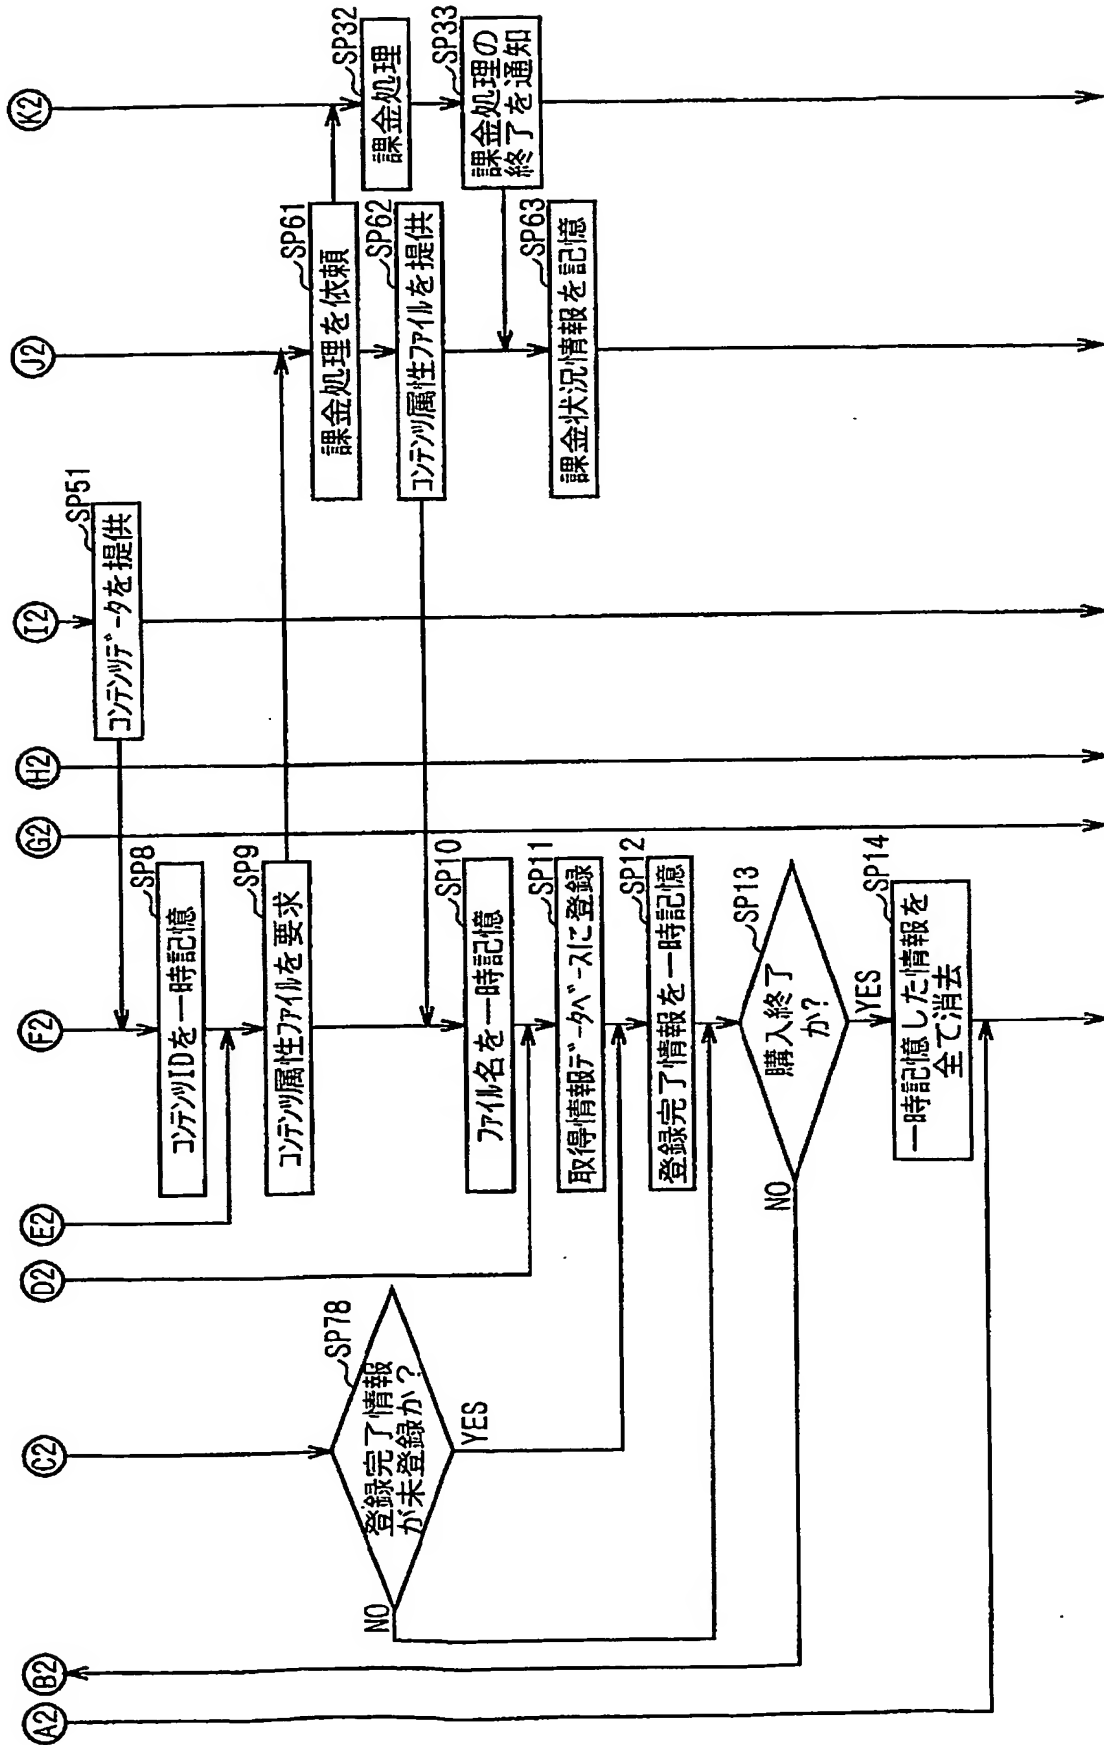 A2
B2
C2
D2
E2
F2
G2
H2
I2
J2
K2
SP51
コンテンツデータを提供
SP8
コンテンツIDを一時記憶
SP9
コンテンツ属性ファイルを要求
SP61
課金処理を依頼
SP32
課金処理
SP62
コンテンツ属性ファイルを提供
SP33
課金処理の
終了を通知
SP78
登録完了情報
が未登録か?
NO
YES
SP10
ファイル名を一時記憶
SP63
課金状況情報を記憶
SP11
取得情報データベースに登録
SP12
登録完了情報を一時記憶
SP13
購入終了
か?
NO
YES
SP14
一時記憶した情報を
全て消去